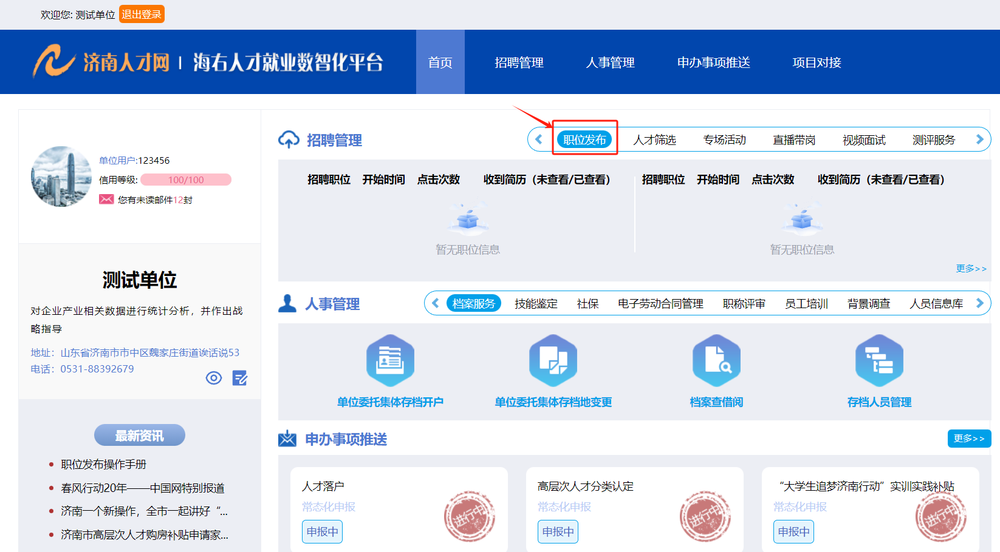 欢迎您: 测试单位 退出登录
济南人才网 | 海右人才就业数智化平台
首页 招聘管理 人事管理 申办事项推送 项目对接
单位用户:123456
信用等级: 100/100
您有未读邮件12封
测试单位
对企业产业相关数据进行统计分析，并作出战
略指导
地址：山东省济南市市中区魏家庄街道诶话说53
电话：0531-88392679
最新资讯
职位发布操作手册
春风行动20年——中国网特别报道
济南一个新操作，全市一起讲好“...
济南市高层次人才购房补贴申请家...
招聘管理
职位发布 人才筛选 专场活动 直播带岗 视频面试 测评服务
招聘职位 开始时间 点击次数 收到简历（未查看/已查看）
暂无职位信息
招聘职位 开始时间 点击次数 收到简历（未查看/已查看）
暂无职位信息
更多>>
人事管理
档案服务 技能鉴定 社保 电子劳动合同管理 职称评审 员工培训 背景调查 人员信息库
单位委托集体存档开户 单位委托集体存档地变更 档案查借阅 存档人员管理
申办事项推送
更多>>
人才落户
常态化申报
申报中
进行中
高层次人才分类认定
常态化申报
申报中
进行中
“大学生追梦济南行动”实训实践补贴
常态化申报
申报中
进行中